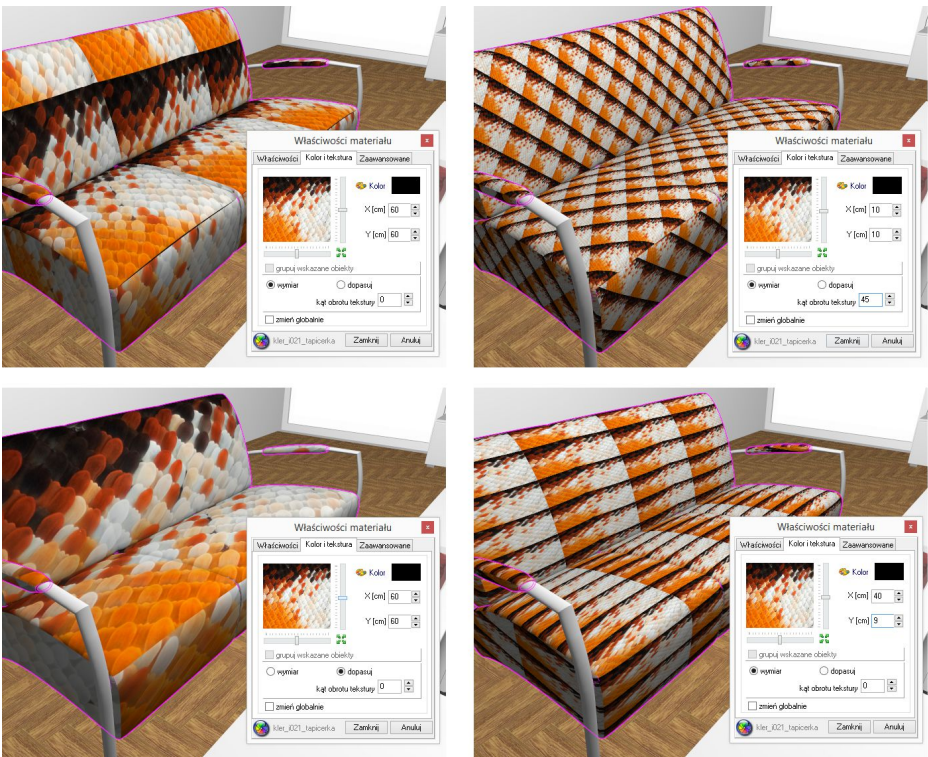 Właściwości materiału x
Właściwości Kolor i tekstura Zaawansowane
Kolor
X [cm] 60
Y [cm] 60
grupuj wskazane obiekty
wymiar dopasuj
kąt obrotu tekstury 0
zmień globalnie
kler_i021_tapicerka Zamknij Anuluj
Właściwości materiału x
Właściwości Kolor i tekstura Zaawansowane
Kolor
X [cm] 10
Y [cm] 10
grupuj wskazane obiekty
wymiar dopasuj
kąt obrotu tekstury 45
zmień globalnie
kler_i021_tapicerka Zamknij Anuluj
Właściwości materiału x
Właściwości Kolor i tekstura Zaawansowane
Kolor
X [cm] 60
Y [cm] 60
grupuj wskazane obiekty
wymiar dopasuj
kąt obrotu tekstury 0
zmień globalnie
kler_i021_tapicerka Zamknij Anuluj
Właściwości materiału x
Właściwości Kolor i tekstura Zaawansowane
Kolor
X [cm] 40
Y [cm] 9
grupuj wskazane obiekty
wymiar dopasuj
kąt obrotu tekstury 0
zmień globalnie
kler_i021_tapicerka Zamknij Anuluj